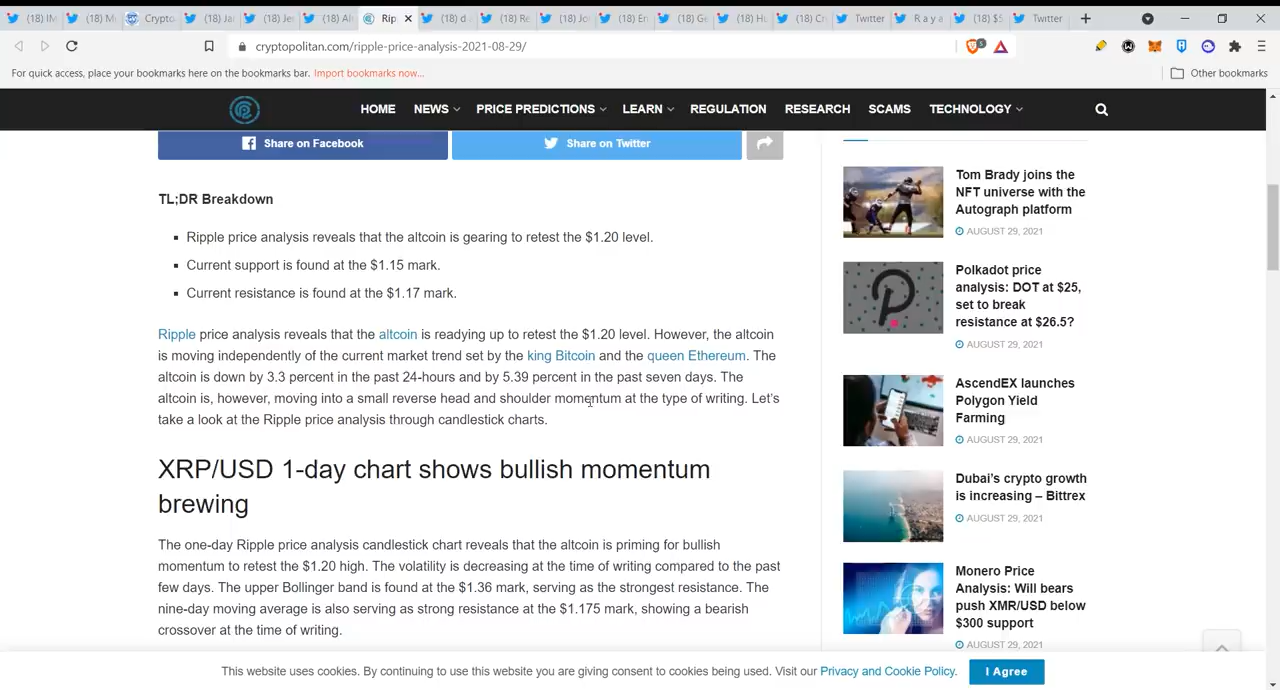 (18) IM
(18) M
Crypto
(18) Ja
(18) Je
(18) Al
Rip
(18) d
(18) Re
(18) Jo
(18) En
(18) G
(18) Hu
(18) Cr
Twitter
R a y a
(18) $5
Twitter
cryptopolitan.com/ripple-price-analysis-2021-08-29/
5
For quick access, place your bookmarks here on the bookmarks bar. Import bookmarks now...
Other bookmarks
HOME NEWS PRICE PREDICTIONS LEARN REGULATION RESEARCH SCAMS TECHNOLOGY
Share on Facebook
Share on Twitter
TL;DR Breakdown
Ripple price analysis reveals that the altcoin is gearing to retest the $1.20 level.
Current support is found at the $1.15 mark.
Current resistance is found at the $1.17 mark.
Ripple price analysis reveals that the altcoin is readying up to retest the $1.20 level. However, the altcoin
is moving independently of the current market trend set by the king Bitcoin and the queen Ethereum. The
altcoin is down by 3.3 percent in the past 24-hours and by 5.39 percent in the past seven days. The
altcoin is, however, moving into a small reverse head and shoulder momentum at the type of writing. Let's
take a look at the Ripple price analysis through candlestick charts.
XRP/USD 1-day chart shows bullish momentum
brewing
The one-day Ripple price analysis candlestick chart reveals that the altcoin is priming for bullish
momentum to retest the $1.20 high. The volatility is decreasing at the time of writing compared to the past
few days. The upper Bollinger band is found at the $1.36 mark, serving as the strongest resistance. The
nine-day moving average is also serving as strong resistance at the $1.175 mark, showing a bearish
crossover at the time of writing.
Tom Brady joins the
NFT universe with the
Autograph platform
AUGUST 29, 2021
Polkadot price
analysis: DOT at $25,
set to break
resistance at $26.5?
AUGUST 29, 2021
AscendEX launches
Polygon Yield
Farming
AUGUST 29, 2021
Dubai's crypto growth
is increasing – Bittrex
AUGUST 29, 2021
Monero Price
Analysis: Will bears
push XMR/USD below
$300 support
AUGUST 29, 2021
This website uses cookies. By continuing to use this website you are giving consent to cookies being used. Visit our Privacy and Cookie Policy.
I Agree